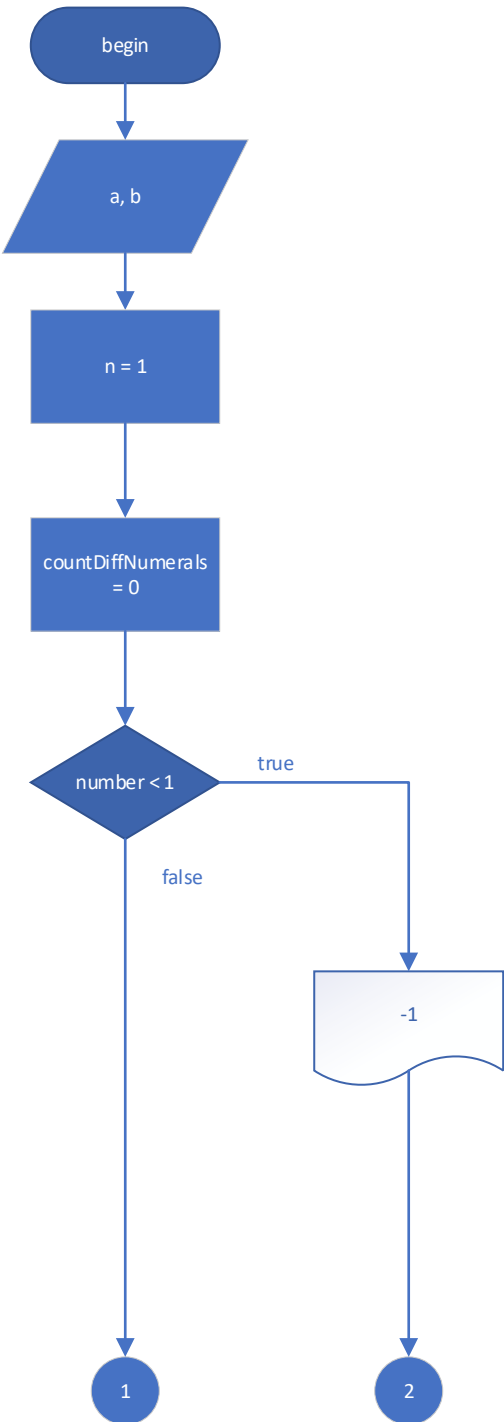 begin
a, b
n = 1
countDiffNumerals
= 0
number < 1
true
false
-1
1
2